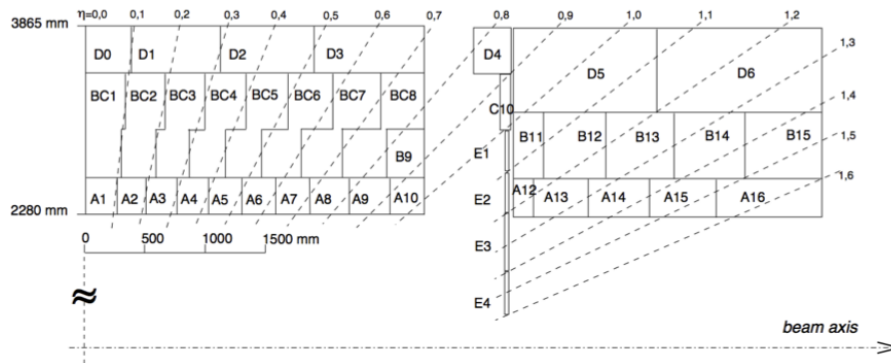 3865 mm η=0,0 0,1 0,2 0,3 0,4 0,5 0,6 0,7 0,8 0,9 1,0 1,1 1,2
D0 D1 D2 D3 D4 D5 D6 1,3
BC1 BC2 BC3 BC4 BC5 BC6 BC7 BC8 C10 1,4
B9 E1 B11 B12 B13 B14 B15 1,5
1,6
A1 A2 A3 A4 A5 A6 A7 A8 A9 A10 E2 A12 A13 A14 A15 A16
2280 mm
0 500 1000 1500 mm
E3
E4
beam axis